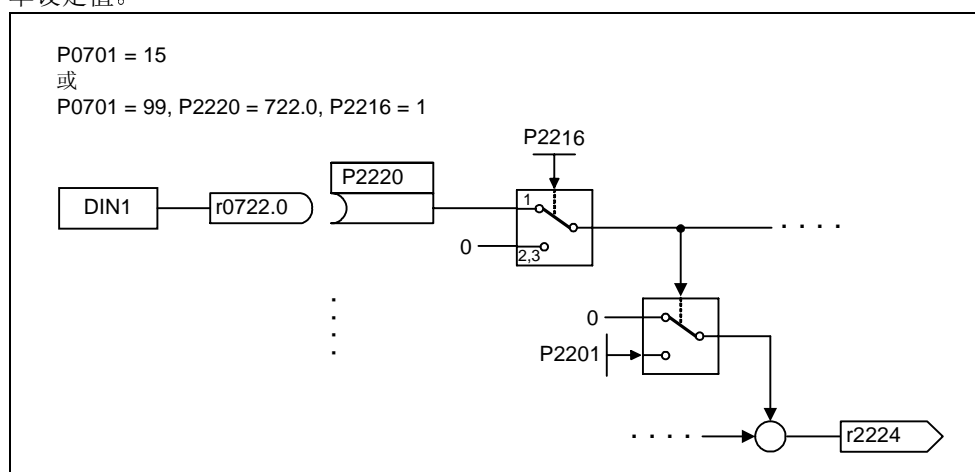 P0701 = 15
或
P0701 = 99, P2220 = 722.0, P2216 = 1
P2216
P2220
DIN1
r0722.0
1
0
2,3
0
P2201
r2224